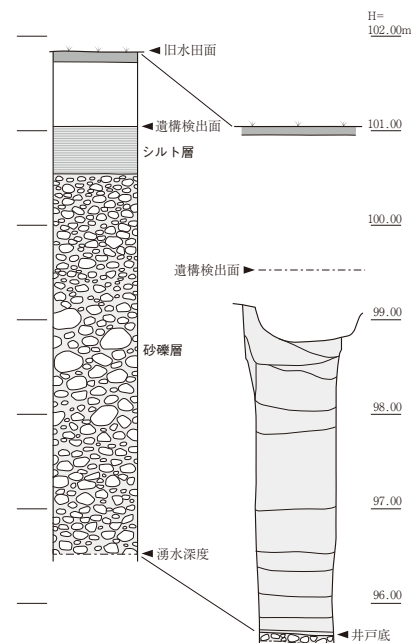 H=
102.00m
旧水田面
遺構検出面
101.00
シルト層
100.00
遺構検出面
99.00
砂礫層
98.00
97.00
湧水深度
96.00
井戸底